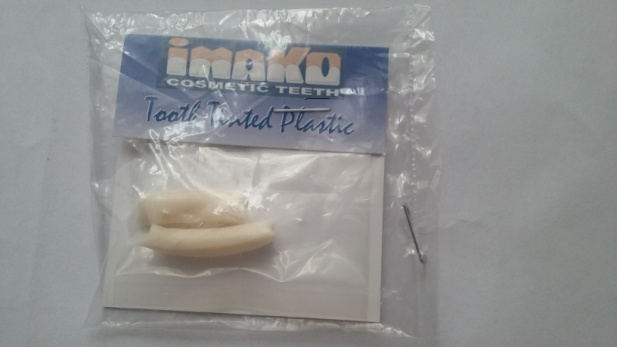 imako
COSMETIC TEETH
Tooth Tinted Plastic